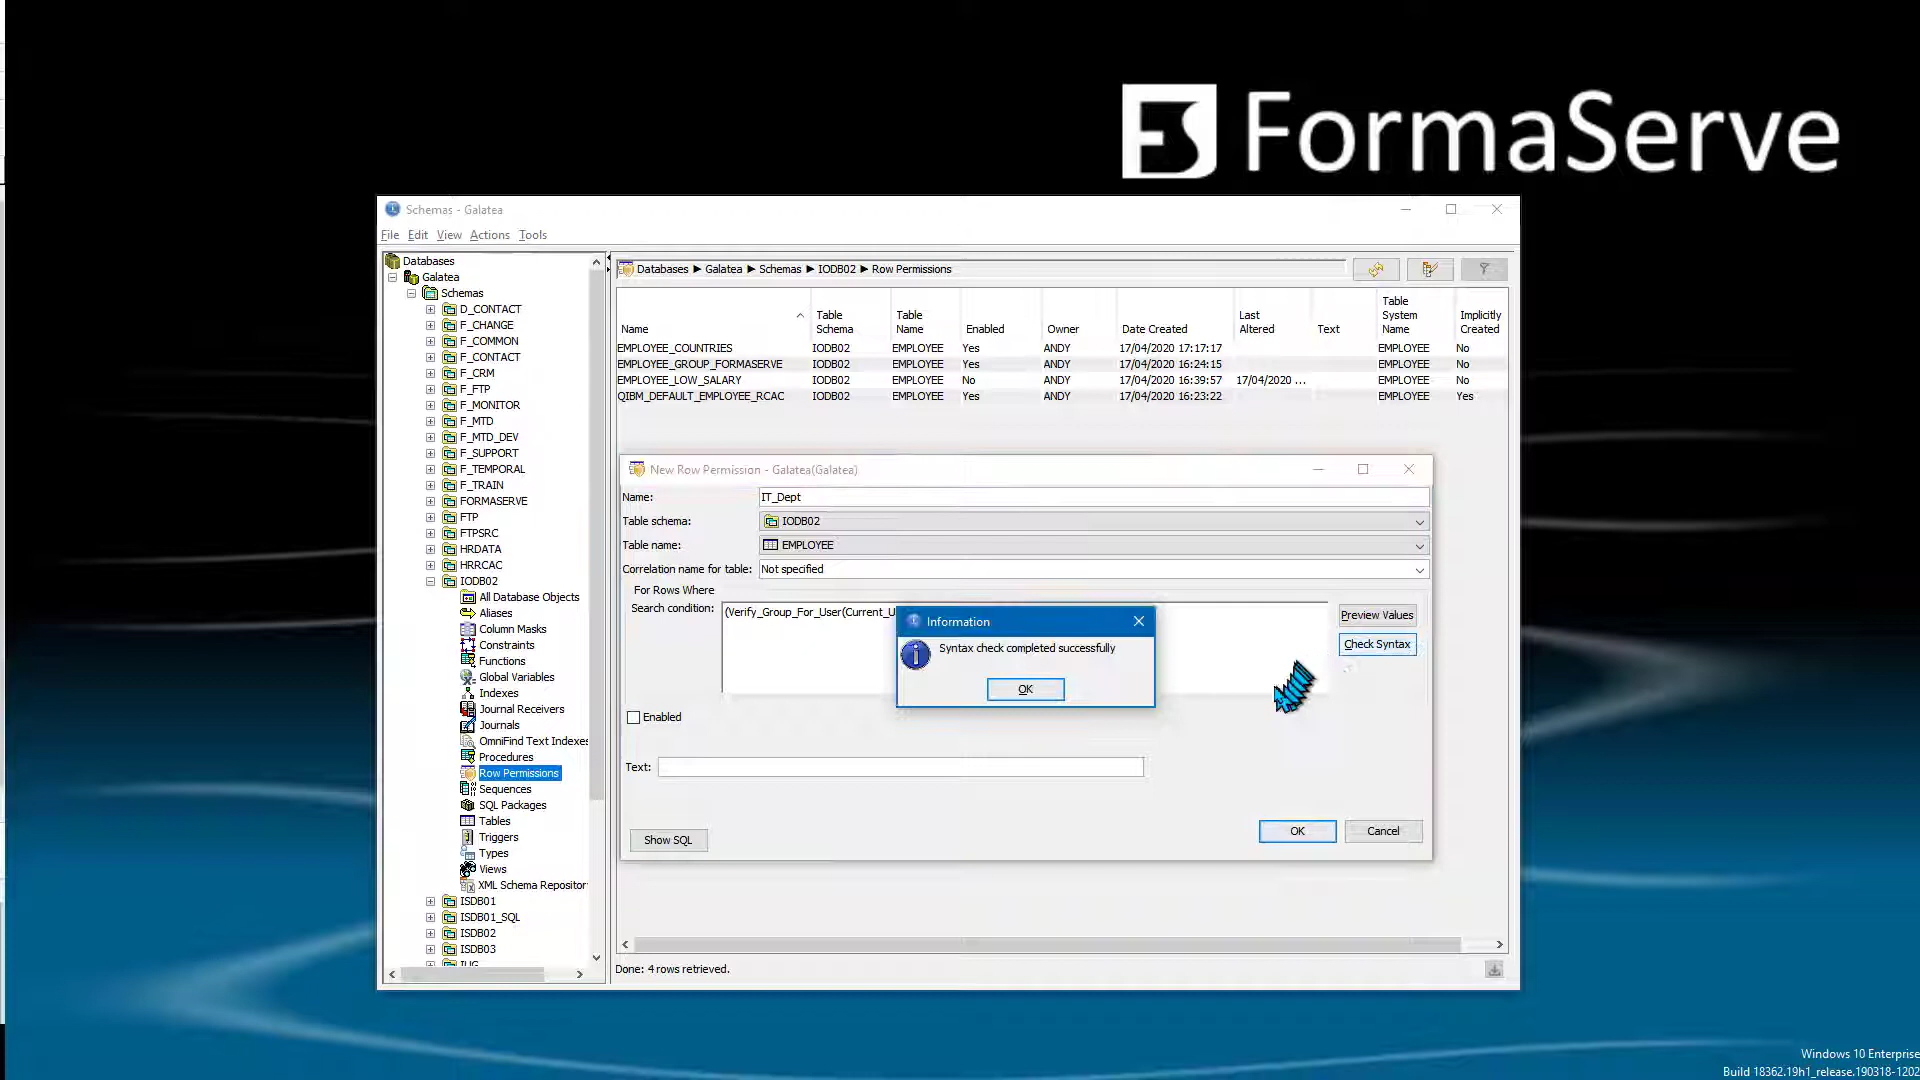 FormaServe
Schemas - Galatea
File Edit View Actions Tools
Databases
Galatea
Schemas
D_CONTACT
F_CHANGE
F_COMMON
F_CONTACT
F_CRM
F_FTP
F_MONITOR
F_MTD
F_MTD_DEV
F_SUPPORT
F_TEMPORAL
F_TRAIN
FORMASERVE
FTP
FTPSRC
HRDATA
HRRCAC
IODB02
All Database Objects
Aliases
Column Masks
Constraints
Functions
Global Variables
Indexes
Journal Receivers
Journals
OmniFind Text Indexes
Procedures
Row Permissions
Sequences
SQL Packages
Tables
Triggers
Types
Views
XML Schema Repositor
ISDB01
ISDB01_SQL
ISDB02
ISDB03
Databases Galatea Schemas IODB02 Row Permissions
Name Table Schema Table Name Enabled Owner Date Created Last Altered Text Table System Name Implicitly Created
EMPLOYEE_COUNTRIES IODB02 EMPLOYEE Yes ANDY 17/04/2020 17:17:17 EMPLOYEE No
EMPLOYEE_GROUP_FORMASERVE IODB02 EMPLOYEE Yes ANDY 17/04/2020 16:24:15 EMPLOYEE No
EMPLOYEE_LOW_SALARY IODB02 EMPLOYEE No ANDY 17/04/2020 16:39:57 17/04/2020 ... EMPLOYEE No
QIBM_DEFAULT_EMPLOYEE_RCAC IODB02 EMPLOYEE Yes ANDY 17/04/2020 16:23:22 EMPLOYEE Yes
New Row Permission - Galatea(Galatea)
Name: IT_Dept
Table schema: IODB02
Table name: EMPLOYEE
Correlation name for table: Not specified
For Rows Where
Search condition: (Verify_Group_For_User(Current_U
Preview Values
Check Syntax
Information
Syntax check completed successfully
OK
Enabled
Text:
Show SQL
OK Cancel
Done: 4 rows retrieved.
Windows 10 Enterprise
Build 18362.19h1_release.190318-1202